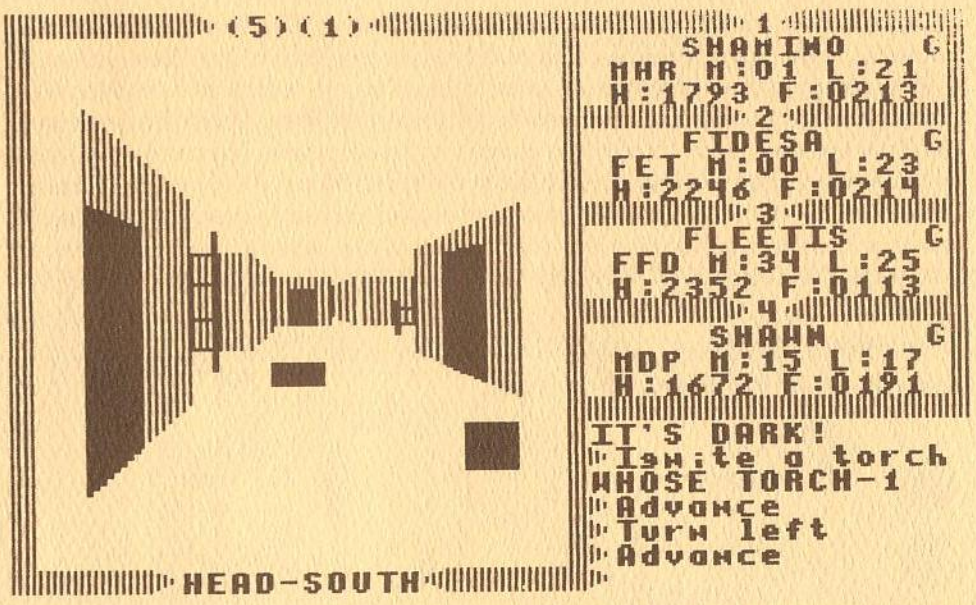 (5)(1)
HEAD-SOUTH
1
SHAMINO G
MHR M:01 L:21
H:1793 F:0213
2
FIDESA G
FET M:00 L:23
H:2246 F:0214
3
FLEETIS G
FFD M:34 L:25
H:2352 F:0113
4
SHAWN G
MDP M:15 L:17
H:1672 F:0191
IT'S DARK!
Ignite a torch
WHOSE TORCH-1
Advance
Turn left
Advance